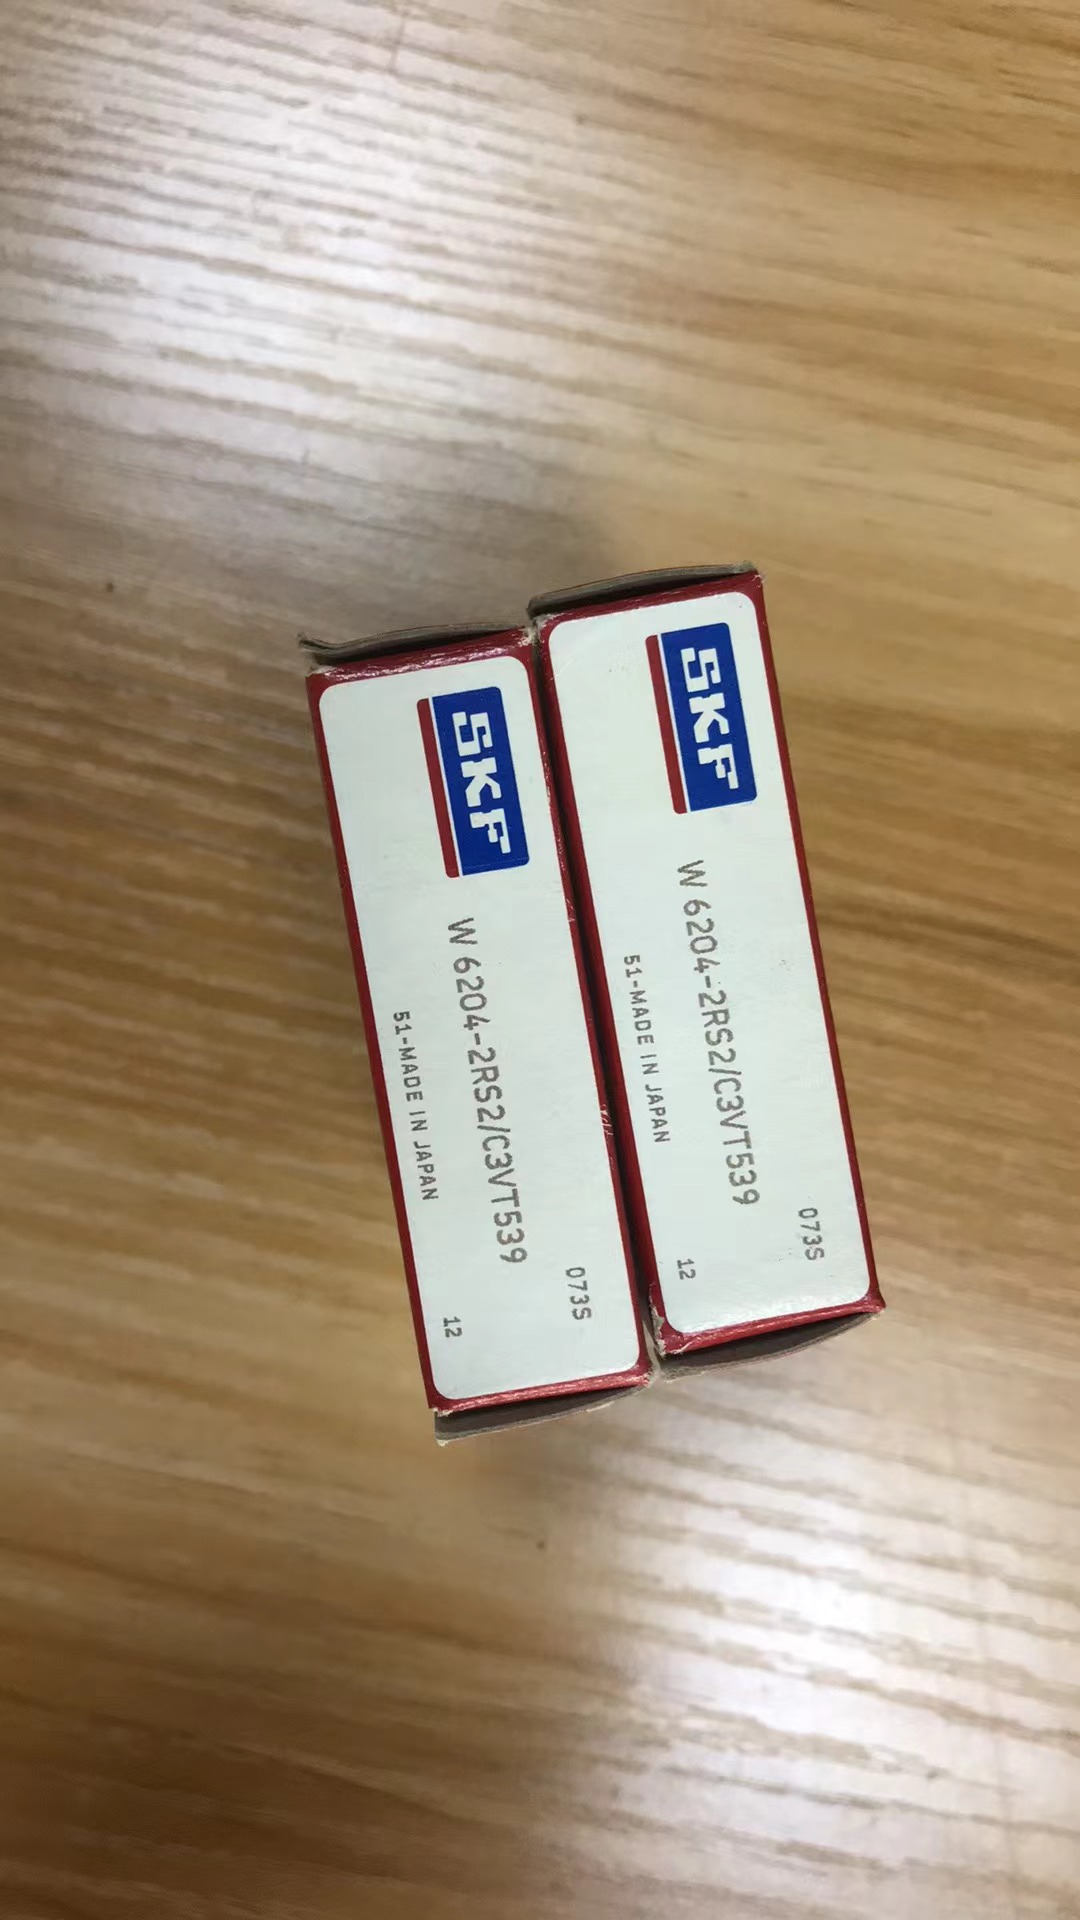 SKF
W 6204-2RS2/C3VT539
51-MADE IN JAPAN
073S
12
SKF
W 6204-2RS2/C3VT539
51-MADE IN JAPAN
073S
12